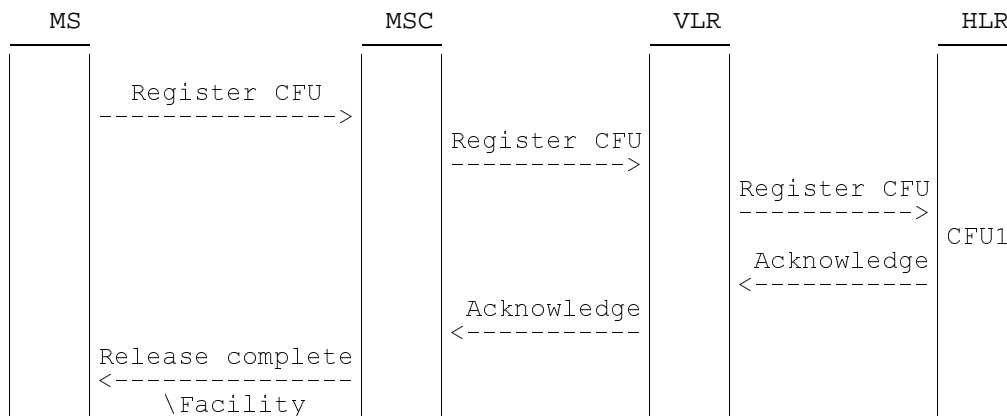 MS MSC VLR HLR
Register CFU
--------------->
Register CFU
----------->
Register CFU
----------->
CFU1
Acknowledge
<-----------
Acknowledge
<-----------
Release complete
<---------------
\Facility